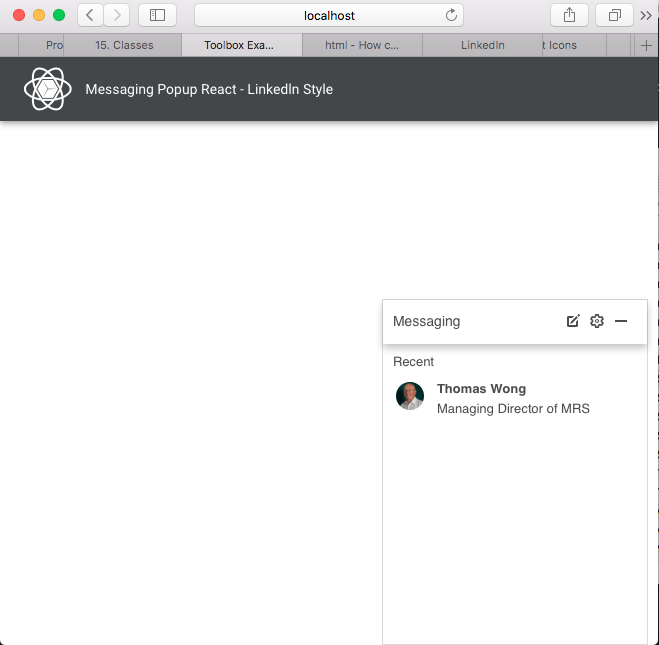 localhost
Pro
15. Classes
Toolbox Exa...
html - How c...
LinkedIn
t Icons
Messaging Popup React - LinkedIn Style
Messaging
Recent
Thomas Wong
Managing Director of MRS